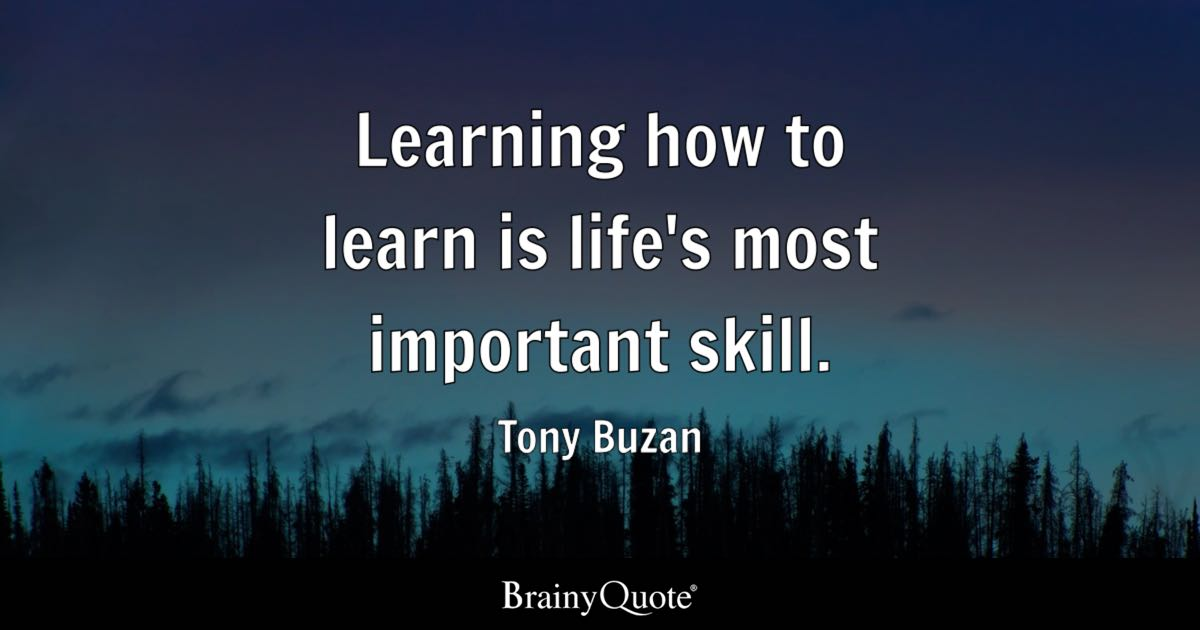 Learning how to
learn is life's most
important skill.
Tony Buzan
BrainyQuote®